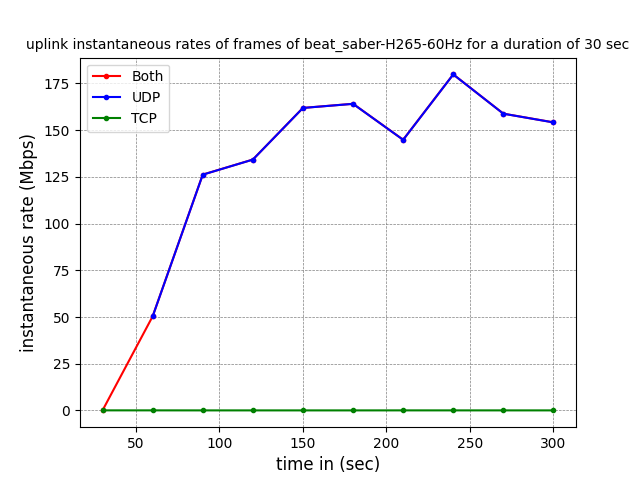 uplink instantaneous rates of frames of beat_saber-H265-60Hz for a duration of 30 sec
Both
UDP
TCP
175
150
125
100
75
50
25
0
instantaneous rate (Mbps)
50 100 150 200 250 300
time in (sec)